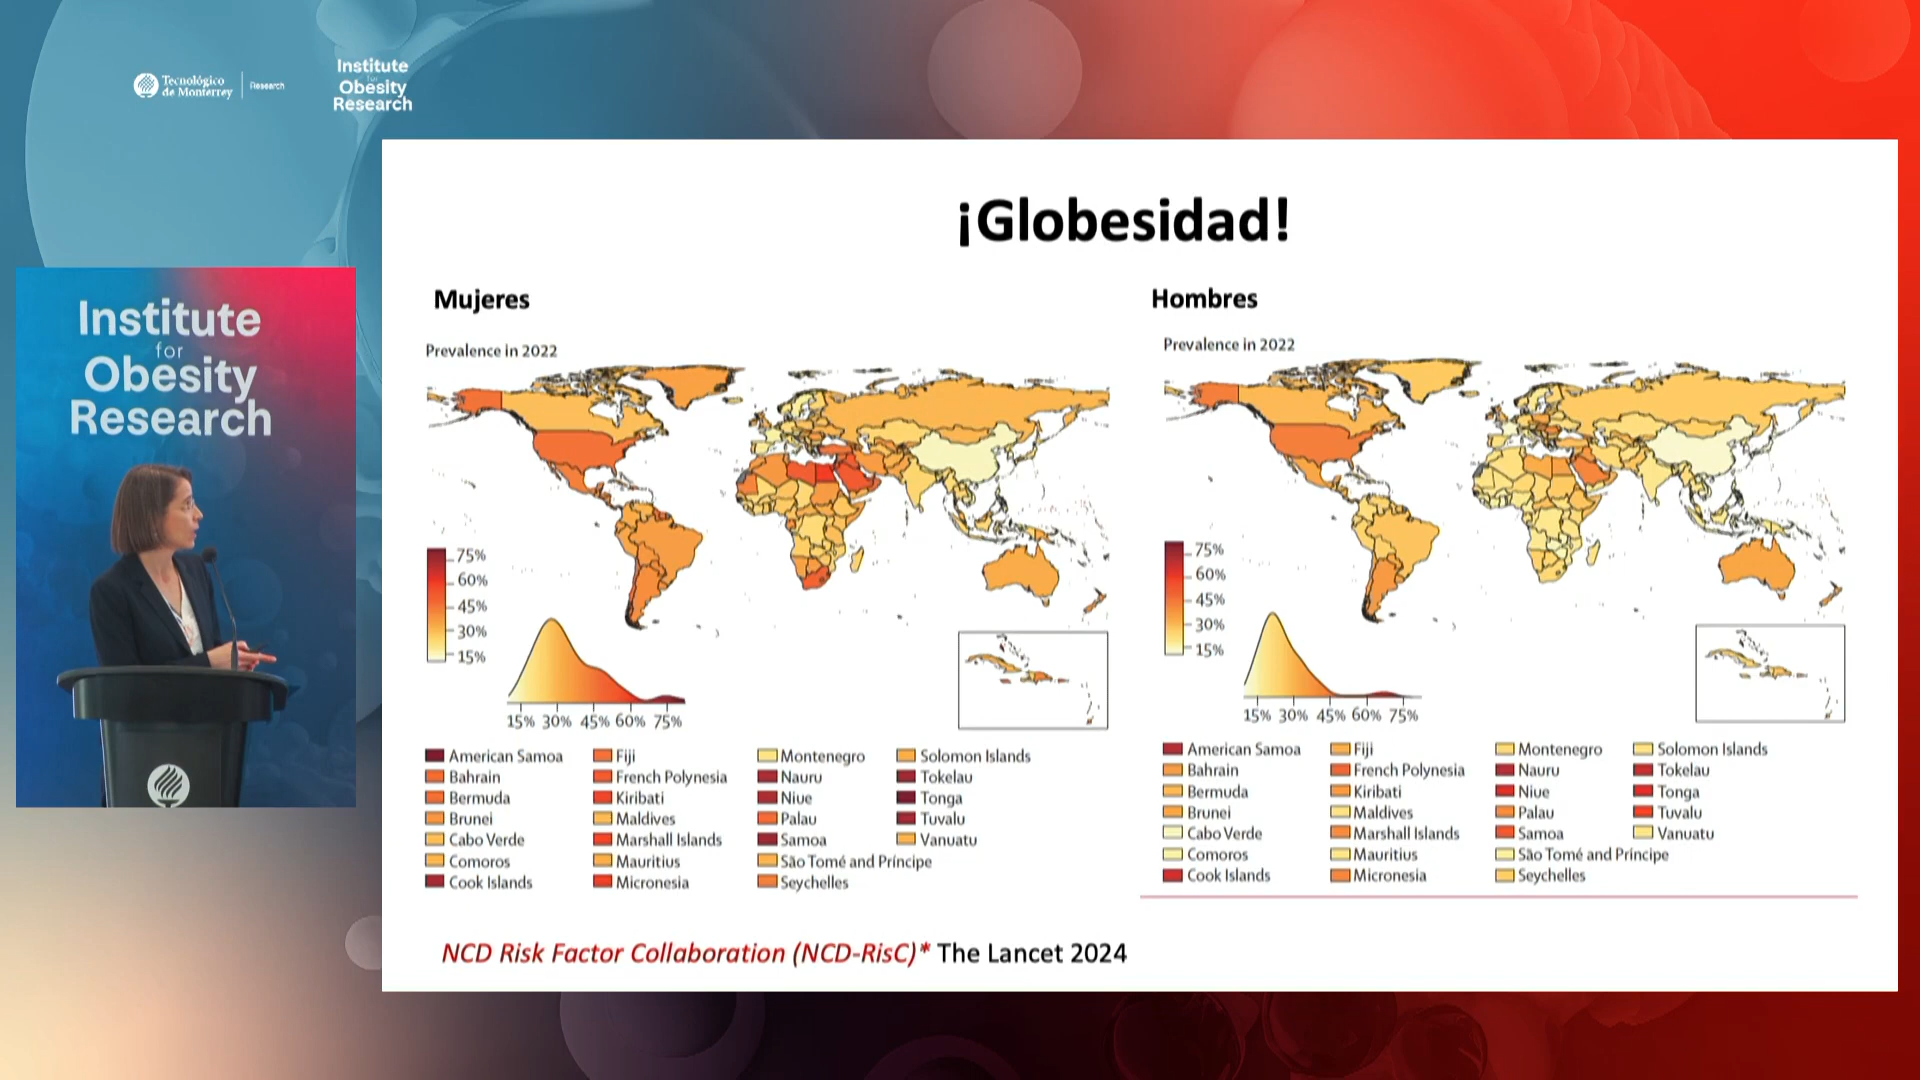 Tecnológico
de Monterrey
Research
Institute
for
Obesity
Research
Institute
for
Obesity
Research
¡Globesidad!
Mujeres
Prevalence in 2022
75%
60%
45%
30%
15%
15% 30% 45% 60% 75%
American Samoa
Bahrain
Bermuda
Brunei
Cabo Verde
Comoros
Cook Islands
Fiji
French Polynesia
Kiribati
Maldives
Marshall Islands
Mauritius
Micronesia
Montenegro
Nauru
Niue
Palau
Samoa
São Tomé and Príncipe
Seychelles
Solomon Islands
Tokelau
Tonga
Tuvalu
Vanuatu
Hombres
Prevalence in 2022
75%
60%
45%
30%
15%
15% 30% 45% 60% 75%
American Samoa
Bahrain
Bermuda
Brunei
Cabo Verde
Comoros
Cook Islands
Fiji
French Polynesia
Kiribati
Maldives
Marshall Islands
Mauritius
Micronesia
Montenegro
Nauru
Niue
Palau
Samoa
São Tomé and Príncipe
Seychelles
Solomon Islands
Tokelau
Tonga
Tuvalu
Vanuatu
NCD Risk Factor Collaboration (NCD-RisC)* The Lancet 2024